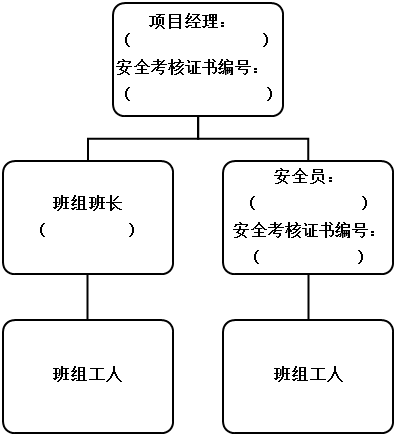 项目经理：
（ ）
安全考核证书编号：
（ ）
班组班长
（ ）
安全员：
（ ）
安全考核证书编号：
（ ）
班组工人
班组工人